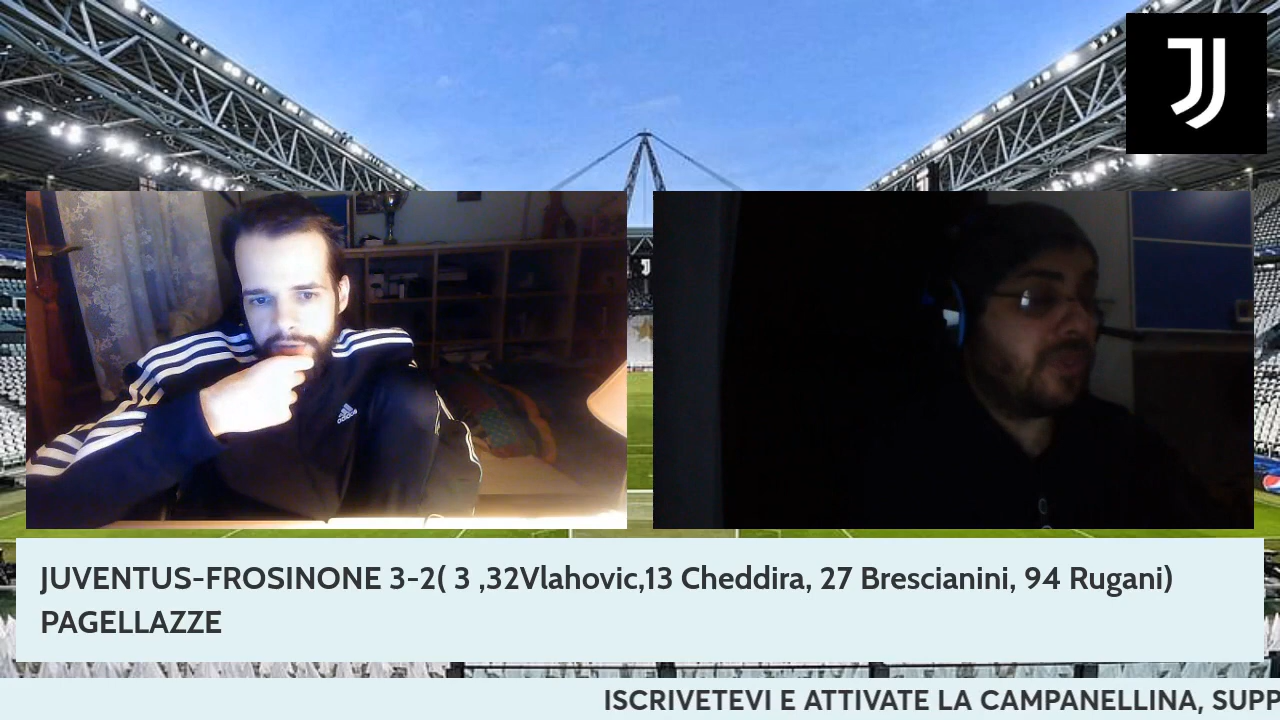 JUVENTUS-FROSINONE 3-2( 3 ,32Vlahovic,13 Cheddira, 27 Brescianini, 94 Rugani)
PAGELLAZZE
ISCRIVETEVI E ATTIVATE LA CAMPANELLINA, SUPP